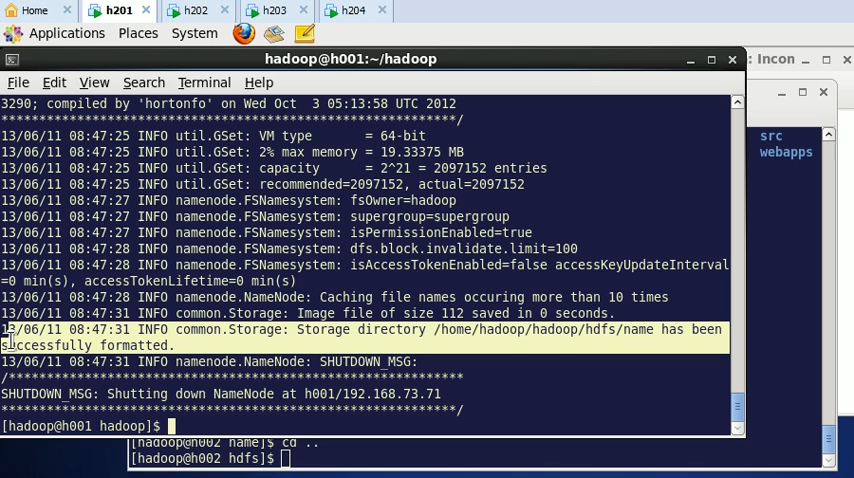 Home h201 h202 h203 h204
Applications Places System
hadoop@h001:~/hadoop
: Incon
File Edit View Search Terminal Help
3290; compiled by 'hortonfo' on Wed Oct  3 05:13:58 UTC 2012
************************************************************/
13/06/11 08:47:25 INFO util.GSet: VM type       = 64-bit
13/06/11 08:47:25 INFO util.GSet: 2% max memory = 19.33375 MB
13/06/11 08:47:25 INFO util.GSet: capacity      = 2^21 = 2097152 entries
13/06/11 08:47:25 INFO util.GSet: recommended=2097152, actual=2097152
13/06/11 08:47:27 INFO namenode.FSNamesystem: fsOwner=hadoop
13/06/11 08:47:27 INFO namenode.FSNamesystem: supergroup=supergroup
13/06/11 08:47:27 INFO namenode.FSNamesystem: isPermissionEnabled=true
13/06/11 08:47:28 INFO namenode.FSNamesystem: dfs.block.invalidate.limit=100
13/06/11 08:47:28 INFO namenode.FSNamesystem: isAccessTokenEnabled=false accessKeyUpdateInterval
=0 min(s), accessTokenLifetime=0 min(s)
13/06/11 08:47:28 INFO namenode.NameNode: Caching file names occuring more than 10 times
13/06/11 08:47:31 INFO common.Storage: Image file of size 112 saved in 0 seconds.
13/06/11 08:47:31 INFO common.Storage: Storage directory /home/hadoop/hadoop/hdfs/name has been
successfully formatted.
13/06/11 08:47:31 INFO namenode.NameNode: SHUTDOWN_MSG:
/************************************************************
SHUTDOWN_MSG: Shutting down NameNode at h001/192.168.73.71
************************************************************/
[hadoop@h001 hadoop]$
src
webapps
[hadoop@h002 name]$ cd ..
[hadoop@h002 hdfs]$